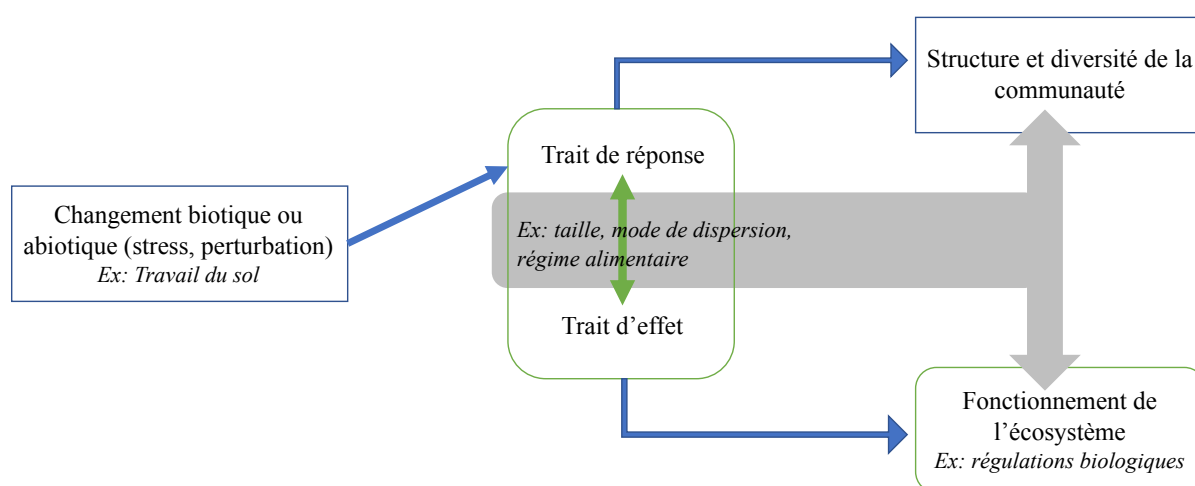 Structure et diversité de la
communauté
Trait de réponse
Changement biotique ou
abiotique (stress, perturbation)
Ex: Travail du sol
Ex: taille, mode de dispersion,
régime alimentaire
Trait d’effet
Fonctionnement de
l’écosystème
Ex: régulations biologiques